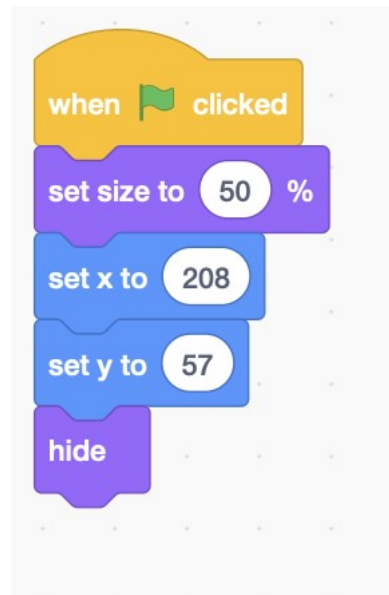 when clicked
set size to 50 %
set x to 208
set y to 57
hide